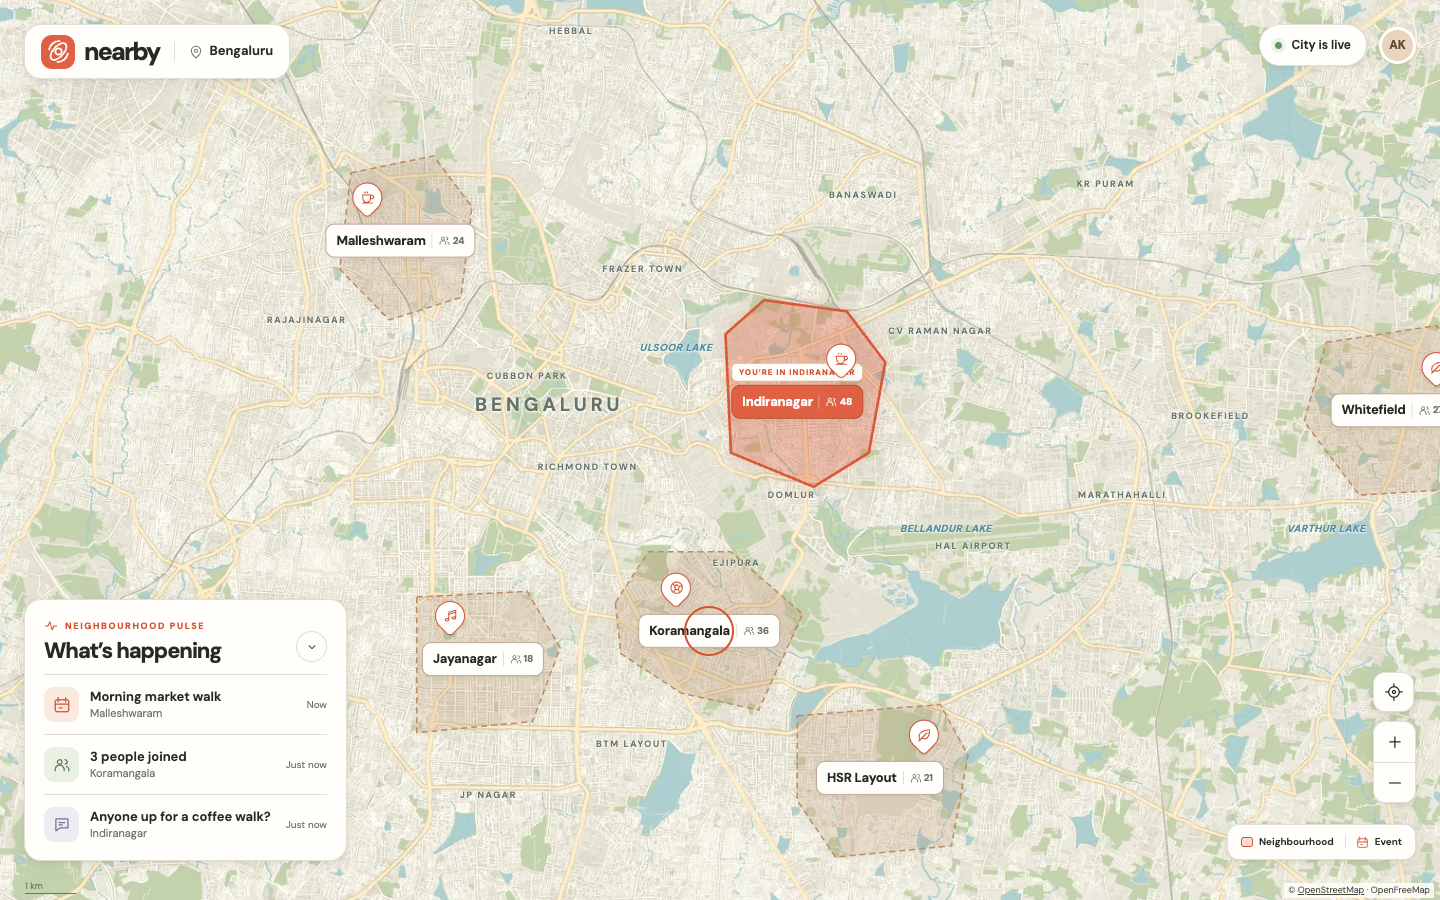 HEBBAL
nearby
Bengaluru
City is live
AK
KR PURAM
BANASWADI
Malleshwaram 24
FRAZER TOWN
RAJAJINAGAR
CV RAMAN NAGAR
ULSOOR LAKE
YOU'RE IN INDIRANA
CUBBON PARK
Indiranagar 48
BENGALURU
Whitefield
BROOKEFIELD
RICHMOND TOWN
DOMLUR
MARATHAHALLI
BELLANDUR LAKE
VARTHUR LAKE
HAL AIRPORT
EJIPURA
Koramangala 36
Jayanagar 18
BTM LAYOUT
HSR Layout 21
JP NAGAR
NEIGHBOURHOOD PULSE
What's happening
Morning market walk
Malleshwaram
Now
3 people joined
Koramangala
Just now
Anyone up for a coffee walk?
Indiranagar
Just now
+
−
Neighbourhood
Event
1 km
© OpenStreetMap · OpenFreeMap